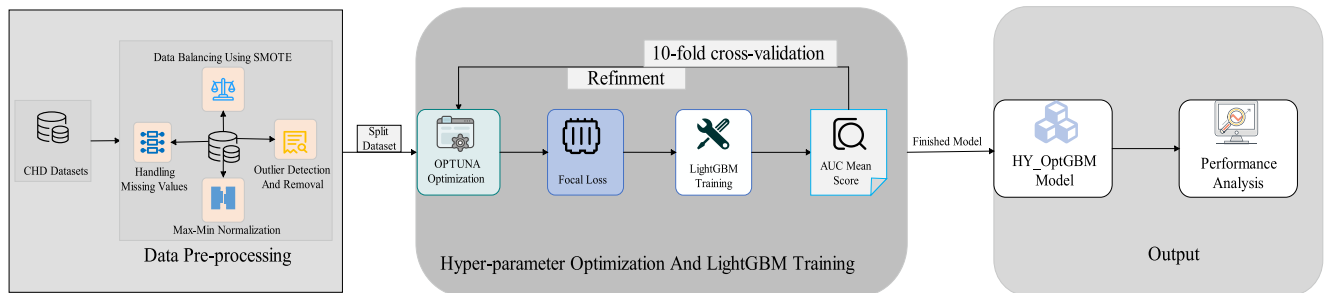 Data Balancing Using SMOTE
CHD Datasets
Handling
Missing Values
Outlier Detection
And Removal
Max-Min Normalization
Data Pre-processing
Split
Dataset
10-fold cross-validation
Refinment
OPTUNA
Optimization
Focal Loss
LightGBM
Training
AUC Mean
Score
Hyper-parameter Optimization And LightGBM Training
Finished Model
HY_OptGBM
Model
Performance
Analysis
Output